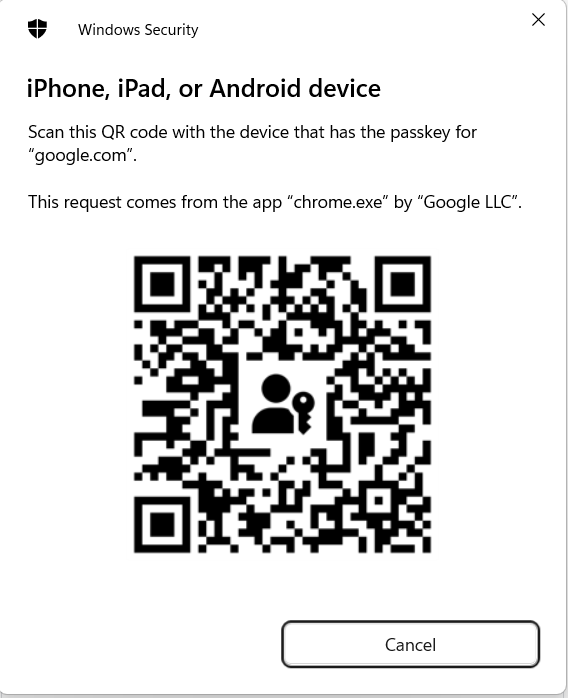 Windows Security
iPhone, iPad, or Android device
Scan this QR code with the device that has the passkey for
“google.com”.
This request comes from the app “chrome.exe” by “Google LLC”.
Cancel